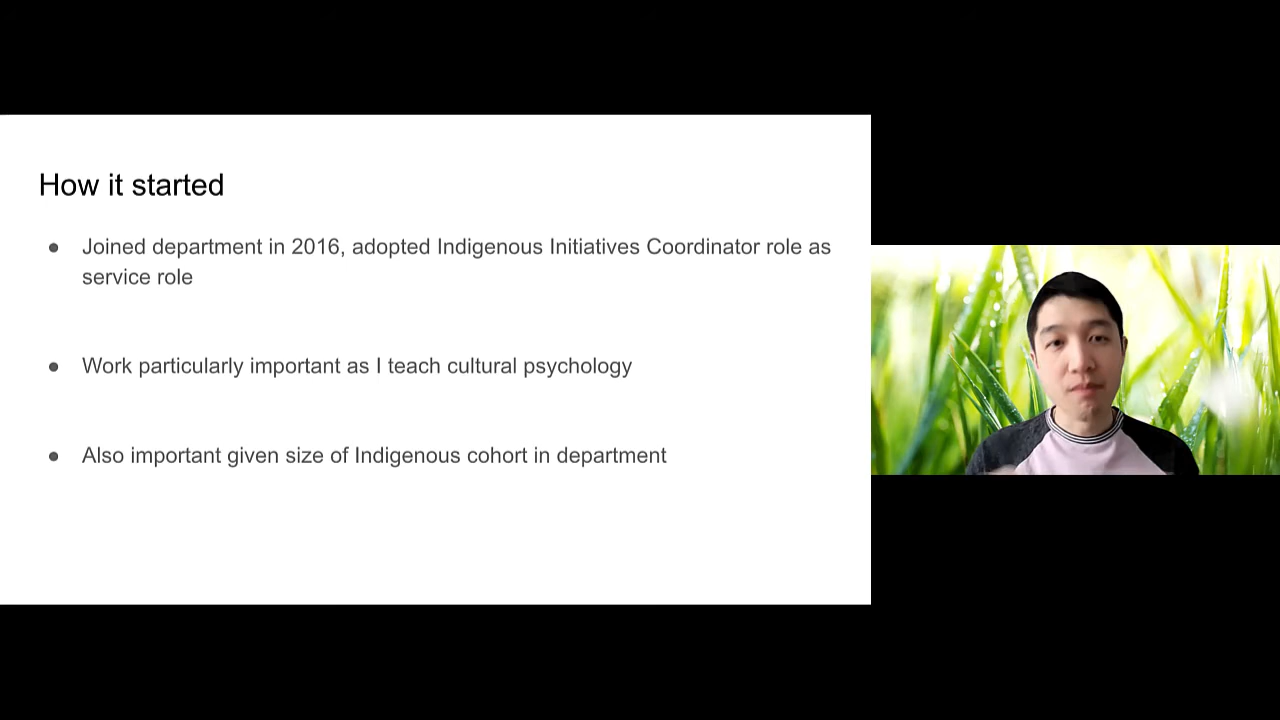 How it started
● Joined department in 2016, adopted Indigenous Initiatives Coordinator role as
service role
● Work particularly important as I teach cultural psychology
● Also important given size of Indigenous cohort in department